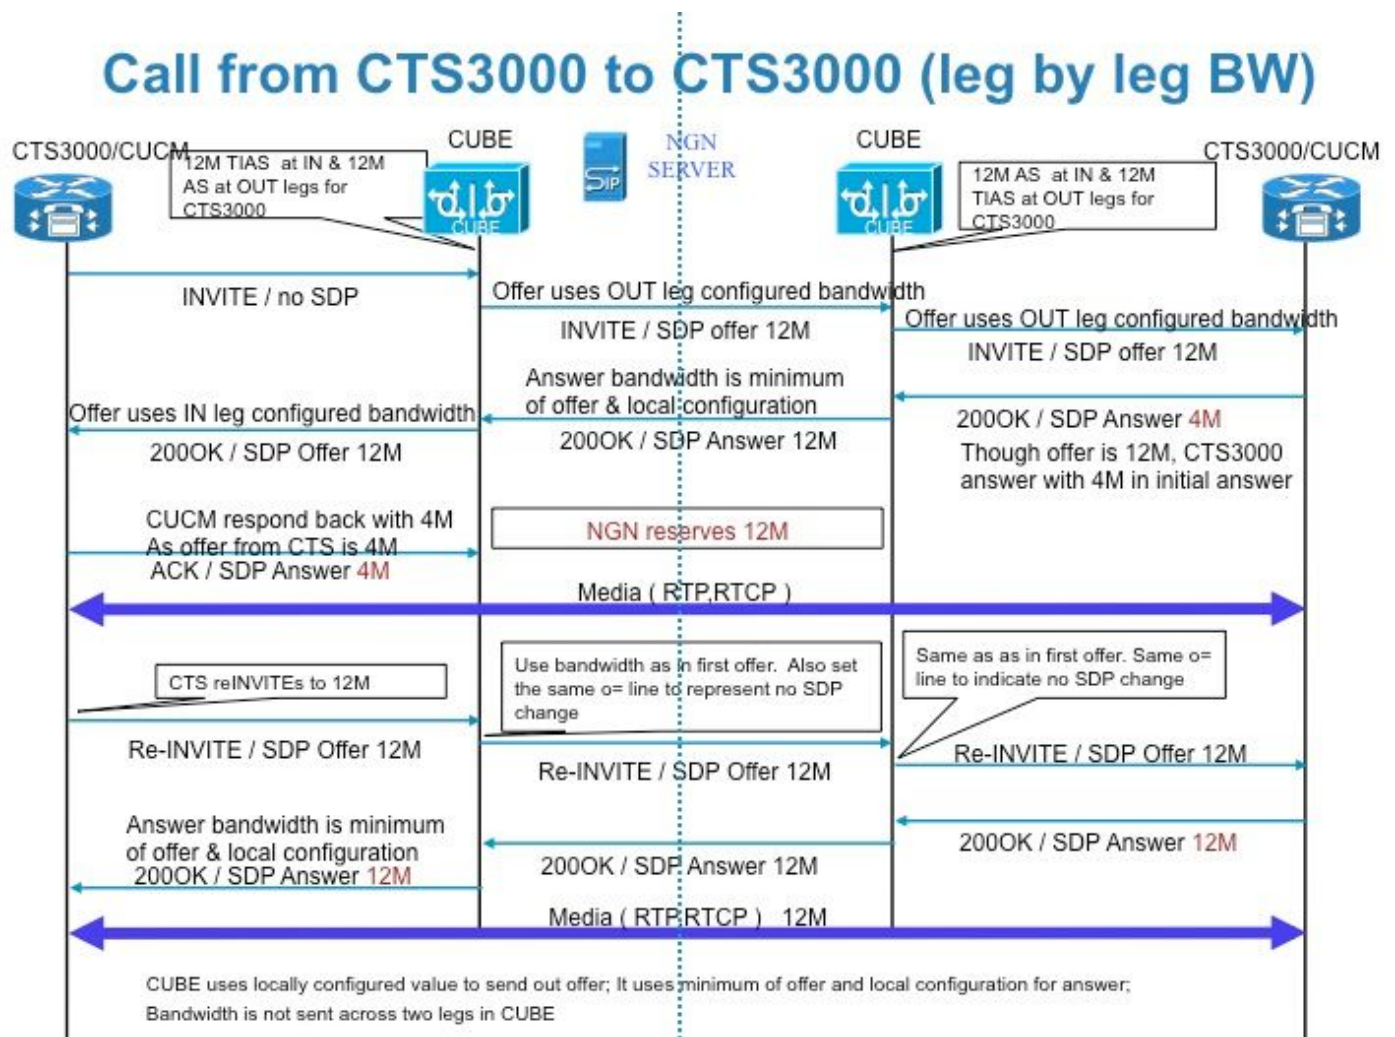 Call from CTS3000 to CTS3000 (leg by leg BW)
CTS3000/CUCM
12M TIAS at IN & 12M
AS at OUT legs for
CTS3000
CUBE
CUBE
SIP
NGN
SERVER
CUBE
CUBE
12M AS at IN & 12M
TIAS at OUT legs for
CTS3000
CTS3000/CUCM
INVITE / no SDP
Offer uses OUT leg configured bandwidth
INVITE / SDP offer 12M
Offer uses OUT leg configured bandwidth
INVITE / SDP offer 12M
Answer bandwidth is minimum
of offer & local configuration
200OK / SDP Answer 12M
200OK / SDP Answer 4M
Though offer is 12M, CTS3000
answer with 4M in initial answer
Offer uses IN leg configured bandwidth
200OK / SDP Offer 12M
CUCM respond back with 4M
As offer from CTS is 4M
ACK / SDP Answer 4M
NGN reserves 12M
Media ( RTP,RTCP )
CTS reINVITEs to 12M
Use bandwidth as in first offer. Also set
the same o= line to represent no SDP
change
Same as as in first offer. Same o=
line to indicate no SDP change
Re-INVITE / SDP Offer 12M
Re-INVITE / SDP Offer 12M
Re-INVITE / SDP Offer 12M
Answer bandwidth is minimum
of offer & local configuration
200OK / SDP Answer 12M
200OK / SDP Answer 12M
200OK / SDP Answer 12M
Media ( RTP,RTCP ) 12M
CUBE uses locally configured value to send out offer; It uses minimum of offer and local configuration for answer;
Bandwidth is not sent across two legs in CUBE